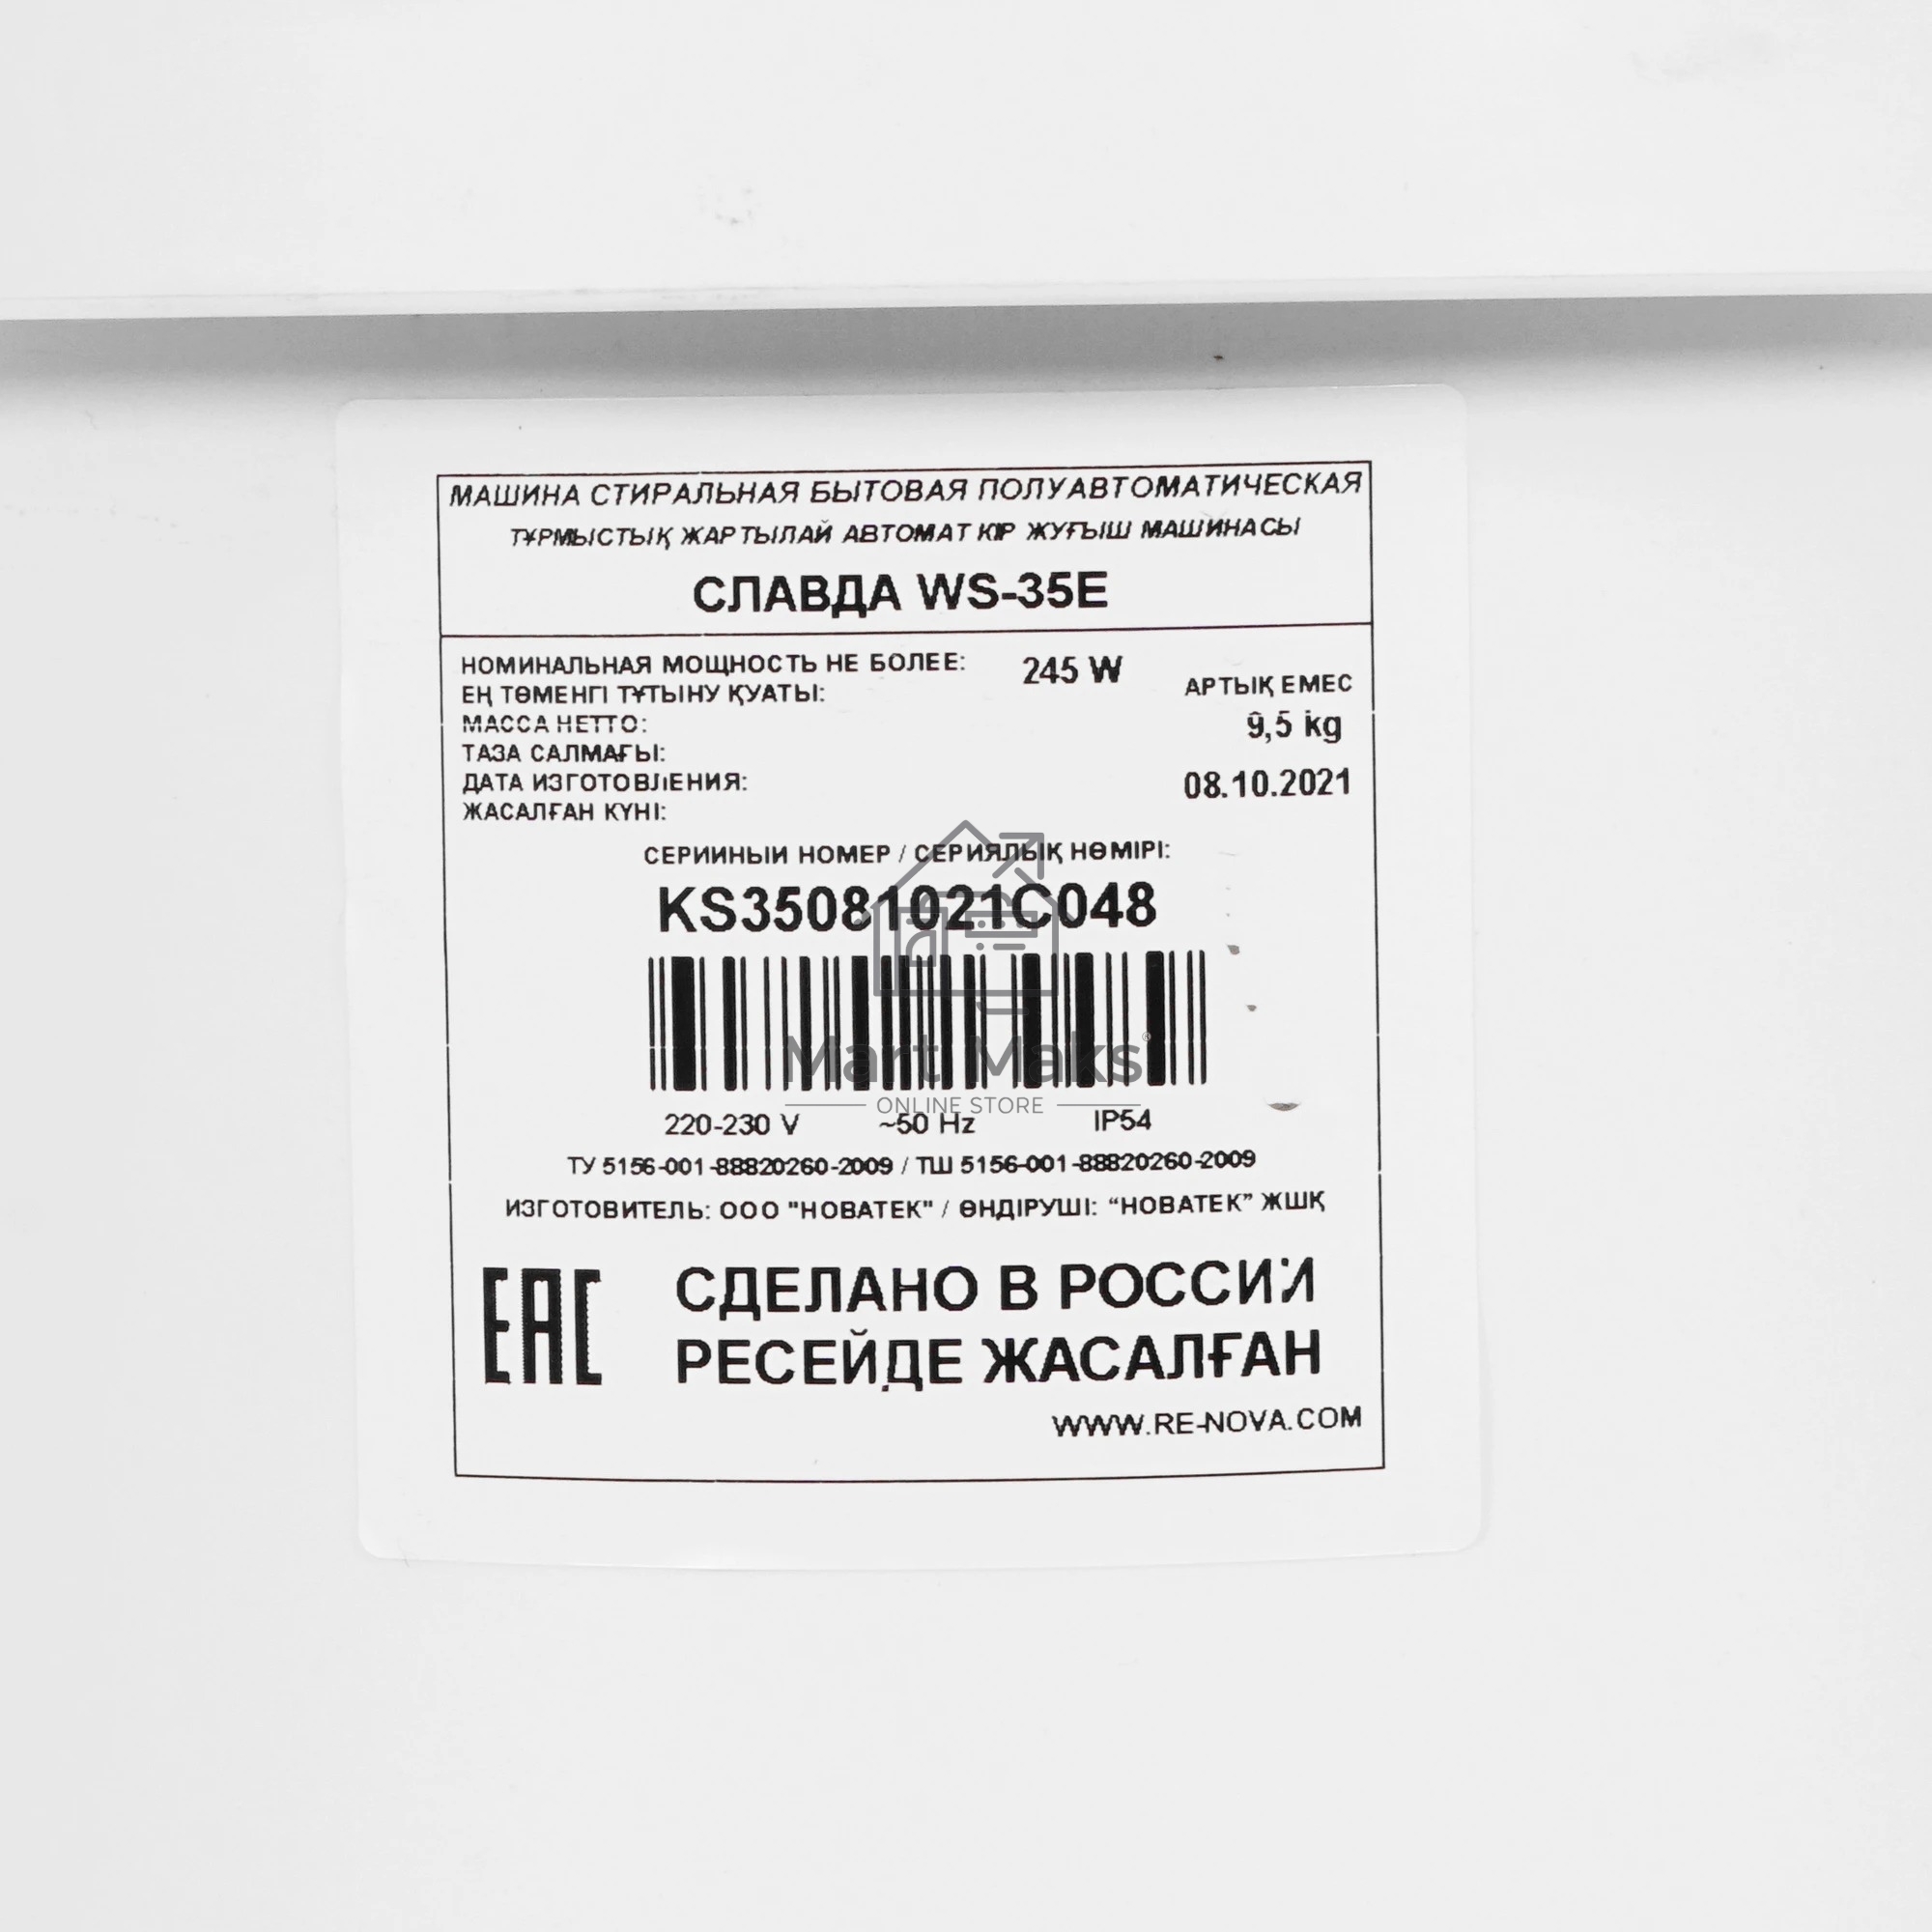 МАШИНА СТИРАЛЬНАЯ БЫТОВАЯ ПОЛУАВТОМАТИЧЕСКАЯ
ТҰРМЫСТЫҚ ЖАРТЫЛАЙ АВТОМАТ КІР ЖУҒЫШ МАШИНАСЫ
СЛАВДА WS-35E
НОМИНАЛЬНАЯ МОЩНОСТЬ НЕ БОЛЕЕ: 245 W
ЕҢ ТӨМЕНГІ ТҰТЫНУ ҚУАТЫ: АРТЫҚ ЕМЕС
МАССА НЕТТО: 9,5 kg
ТАЗА САЛМАҒЫ:
ДАТА ИЗГОТОВЛЕНИЯ: 08.10.2021
ЖАСАЛҒАН КҮНІ:
СЕРИИНЫИ НОМЕР / СЕРИЯЛЫҚ НӨМІРІ:
KS35081021C048
Mart Maks®
ONLINE STORE
220-230 V ~50 Hz IP54
ТУ 5156-001-88820260-2009 / ТШ 5156-001-88820260-2009
ИЗГОТОВИТЕЛЬ: ООО "НОВАТЕК" / ӨНДІРУШІ: “НОВАТЕК” ЖШҚ
EAC
СДЕЛАНО В РОССИИ
РЕСЕЙДЕ ЖАСАЛҒАН
WWW.RE-NOVA.COM